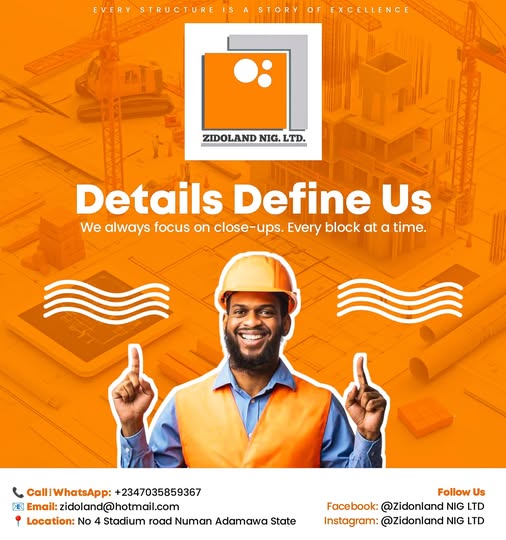 EVERY STRUCTURE IS A STORY OF EXCELLENCE
ZIDOLAND NIG. LTD.
Details Define Us
We always focus on close-ups. Every block at a time.
Call|WhatsApp: +2347035859367
Email: zidoland@hotmail.com
Location: No 4 Stadium road Numan Adamawa State
Follow Us
Facebook: @Zidonland NIG LTD
Instagram: @Zidonland NIG LTD